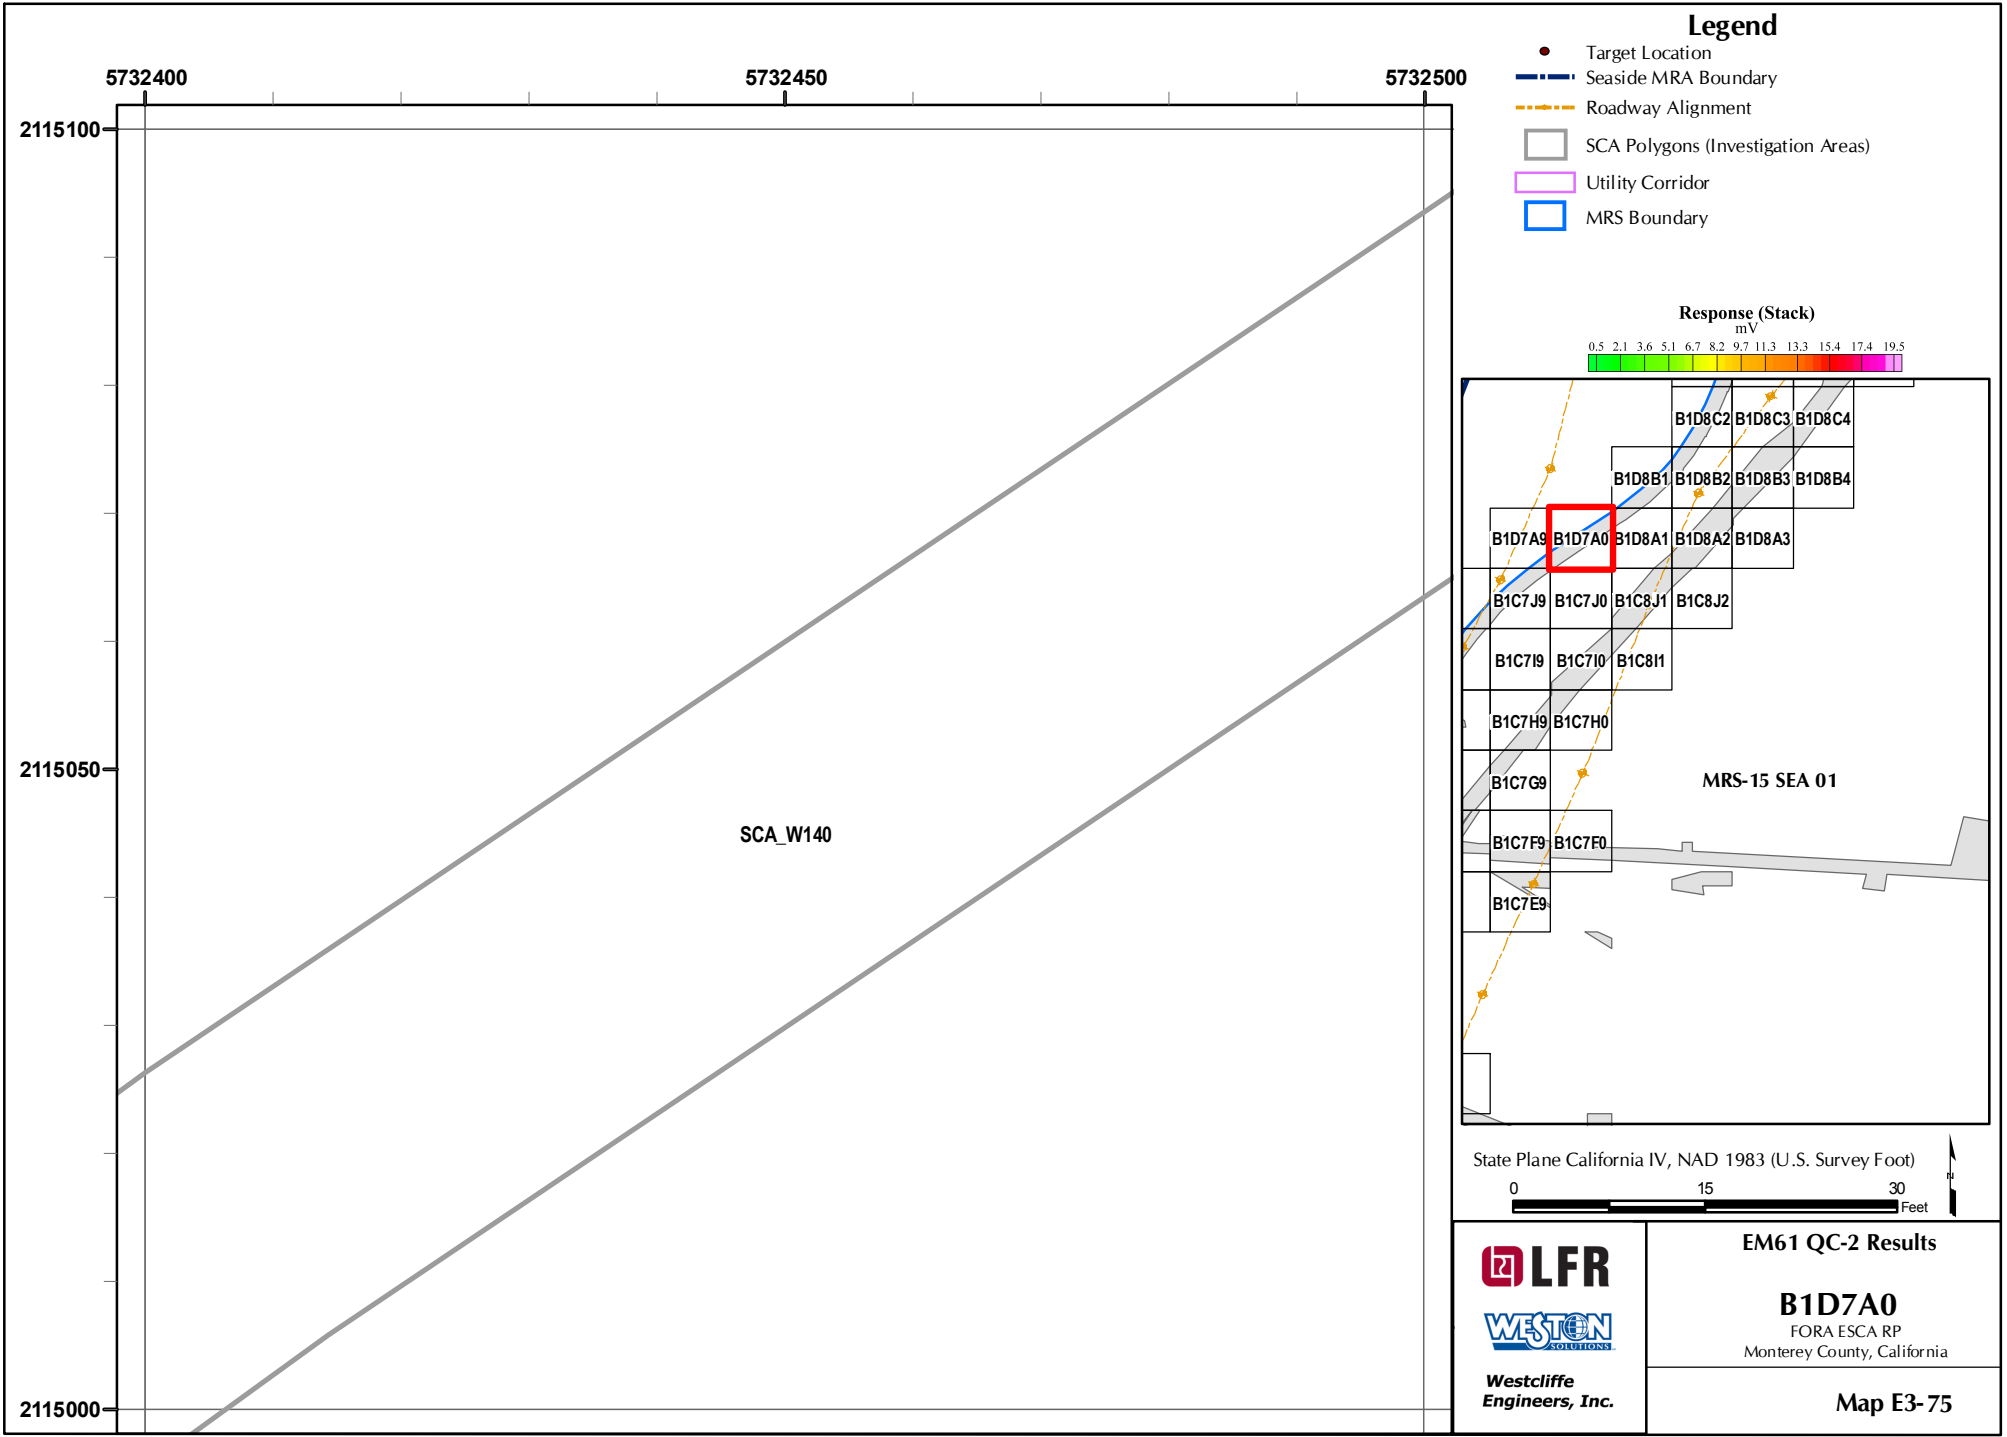 Legend
Target Location
Seaside MRA Boundary
Roadway Alignment
SCA Polygons (Investigation Areas)
Utility Corridor
MRS Boundary
5732400 5732450 5732500
2115100
2115050
2115000
SCA_W140
Response (Stack)
mV
0.5 2.1 3.6 5.1 6.7 8.2 9.7 11.3 13.3 15.4 17.4 19.5
B1D8C2 B1D8C3 B1D8C4
B1D8B1 B1D8B2 B1D8B3 B1D8B4
B1D7A9 B1D7A0 B1D8A1 B1D8A2 B1D8A3
B1C7J9 B1C7J0 B1C8J1 B1C8J2
B1C7I9 B1C7I0 B1C8I1
B1C7H9 B1C7H0
B1C7G9
MRS-15 SEA 01
B1C7F9 B1C7F0
B1C7E9
State Plane California IV, NAD 1983 (U.S. Survey Foot)
0 15 30
Feet
N
LFR
WESTON
SOLUTIONS
Westcliffe
Engineers, Inc.
EM61 QC-2 Results
B1D7A0
FORA ESCA RP
Monterey County, California
Map E3-75